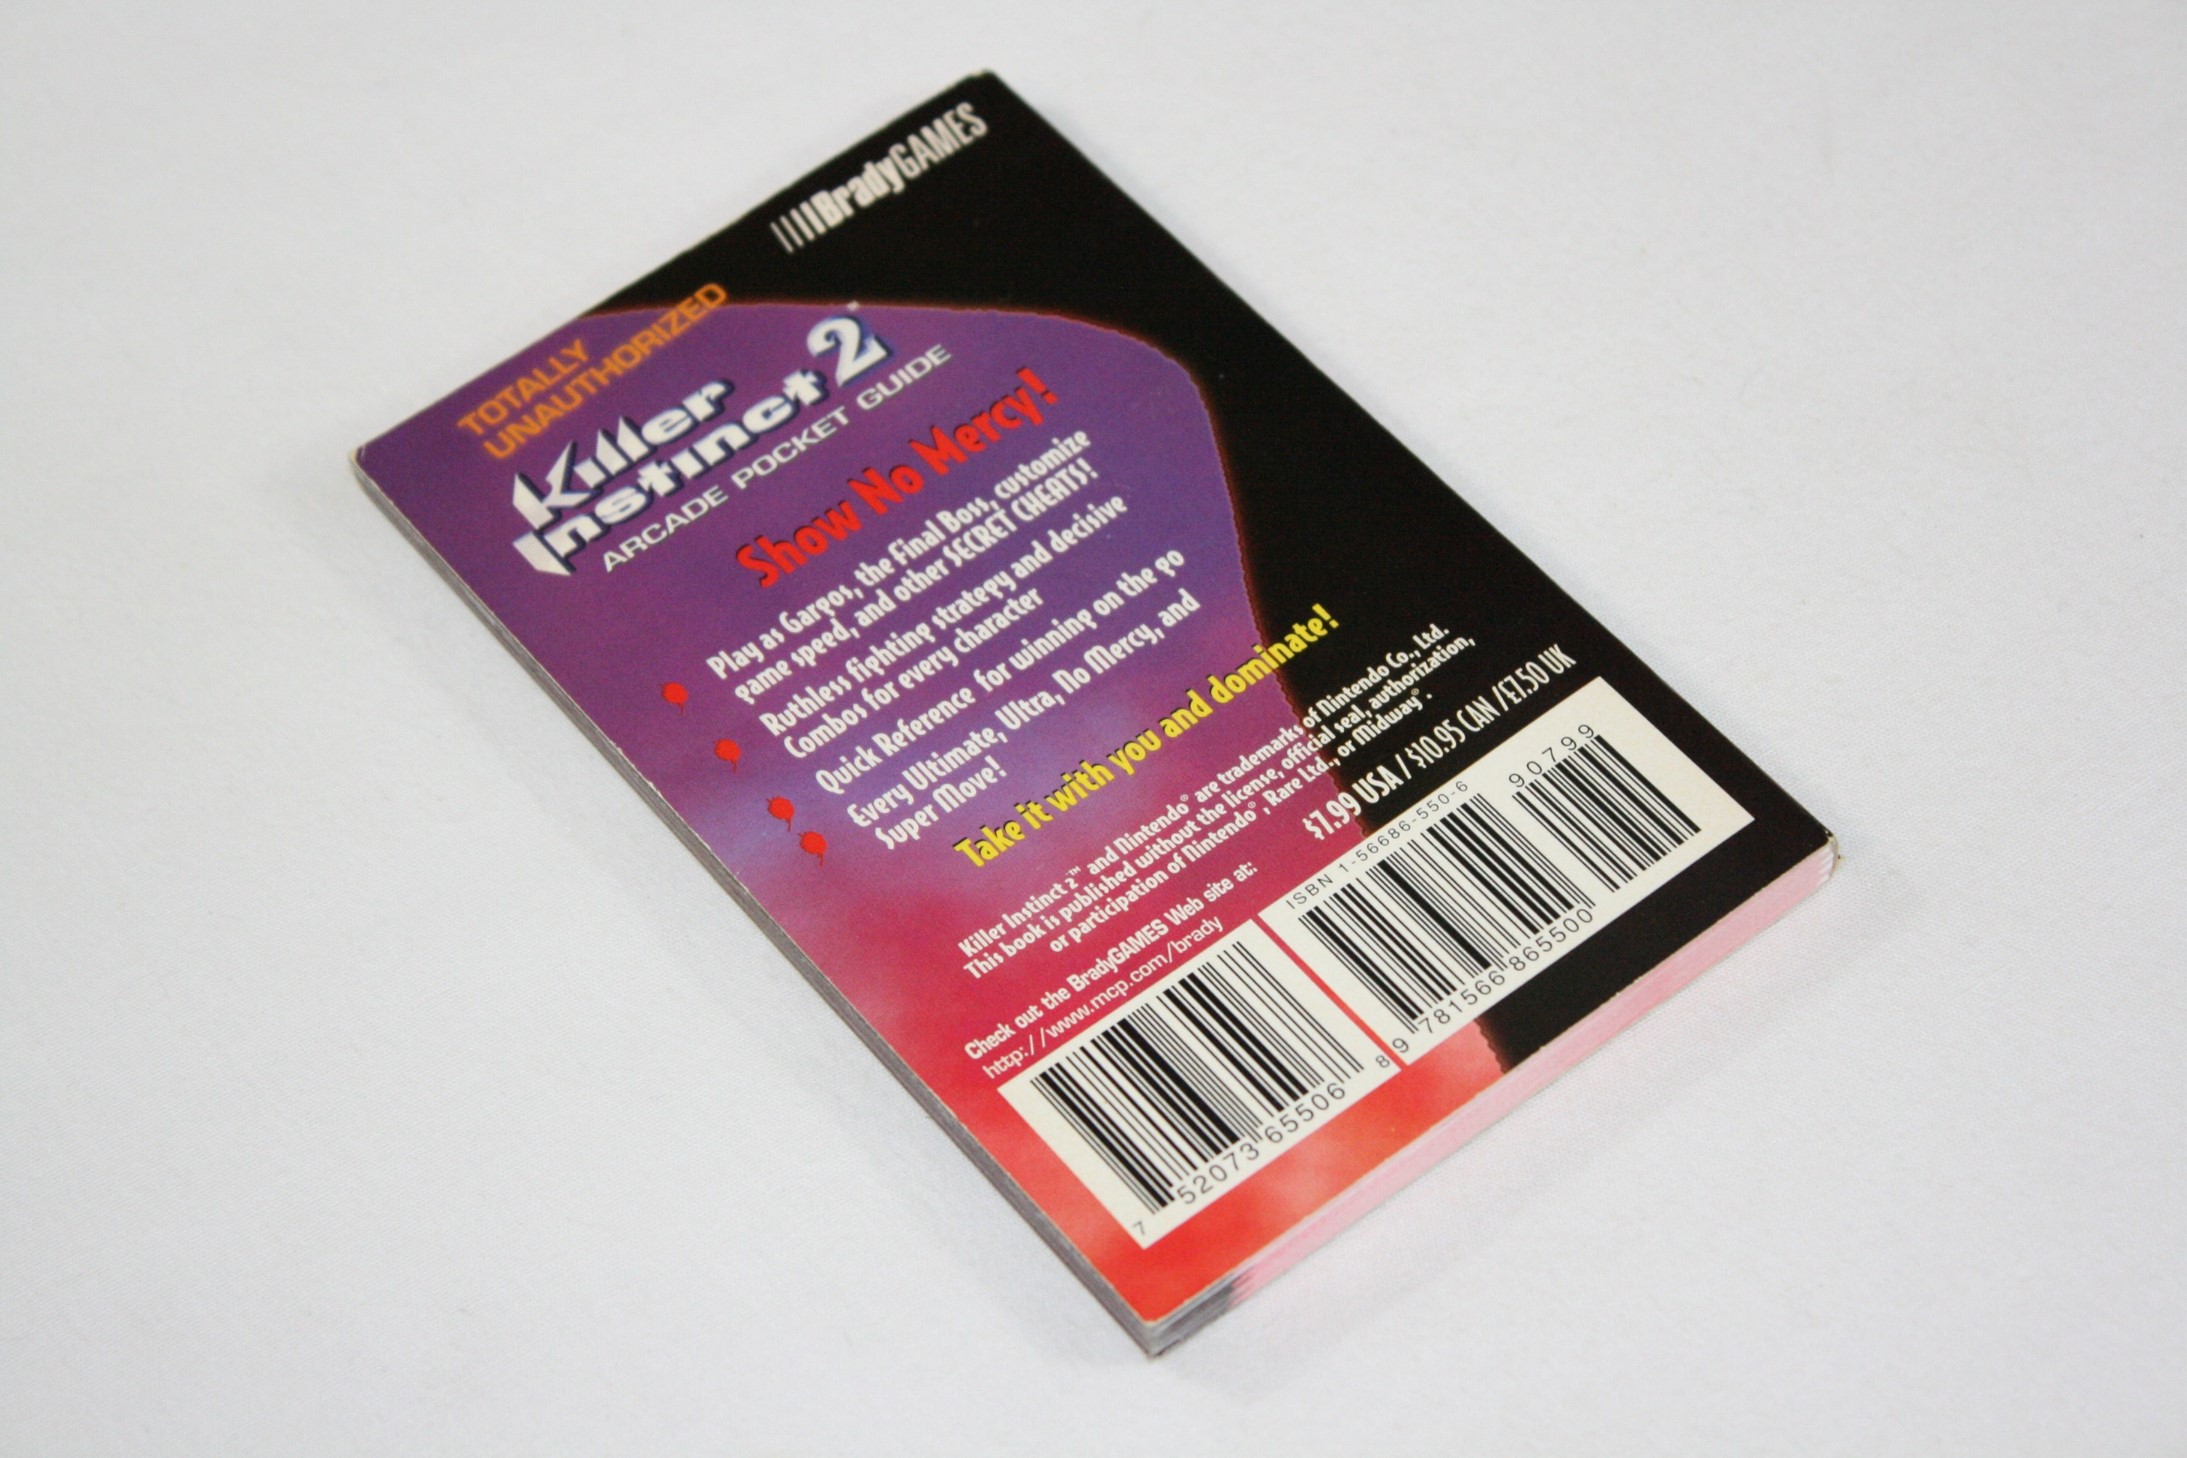 BradyGAMES
TOTALLY
UNAUTHORIZED
Killer
Instinct 2™
ARCADE POCKET GUIDE
Show No Mercy!
Play as Gargos, the Final Boss, customize
game speed, and other SECRET CHEATS!
Ruthless fighting strategy and decisive
Combos for every character
Quick Reference for winning on the go
Every Ultimate, Ultra, No Mercy, and
Super Move!
Take it with you and dominate!
Killer Instinct 2™ and Nintendo® are trademarks of Nintendo Co., Ltd.
This book is published without the license, official seal, authorization,
or participation of Nintendo®, Rare Ltd., or Midway®.
Check out the BradyGAMES Web site at:
http://www.mcp.com/brady
$7.99 USA / $10.95 CAN / £7.50 UK
ISBN 1-56686-550-6
90799
9 781566 865500
7 52073 65506 8